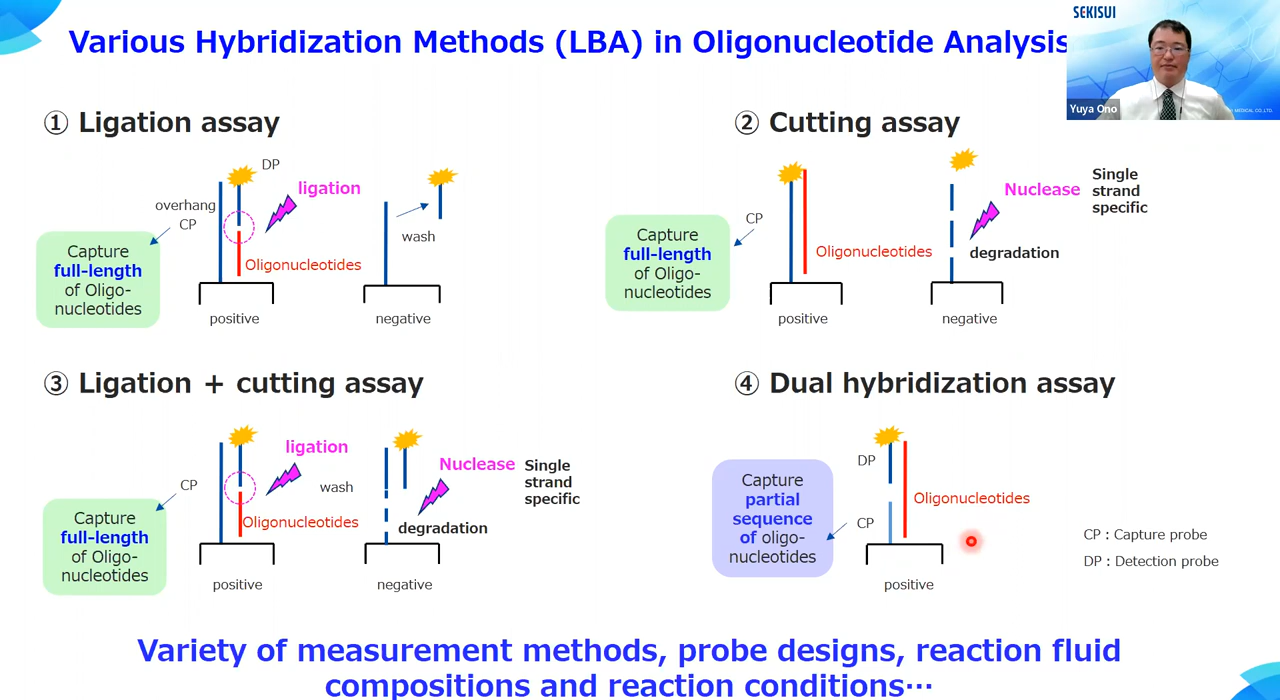 Various Hybridization Methods (LBA) in Oligonucleotide Analysis
SEKISUI
Yuya Ono
MEDICAL CO.,LTD.
① Ligation assay
DP
ligation
overhang
CP
wash
Capture
full-length
of Oligo-
nucleotides
Oligonucleotides
positive
negative
② Cutting assay
Single
strand
specific
Nuclease
CP
Capture
full-length
of Oligo-
nucleotides
Oligonucleotides
degradation
positive
negative
③ Ligation + cutting assay
ligation
Nuclease
Single
strand
specific
CP
wash
Capture
full-length
of Oligo-
nucleotides
Oligonucleotides
degradation
positive
negative
④ Dual hybridization assay
DP
Capture
partial
sequence
of oligo-
nucleotides
CP
Oligonucleotides
positive
CP : Capture probe
DP : Detection probe
Variety of measurement methods, probe designs, reaction fluid
compositions and reaction conditions⋯